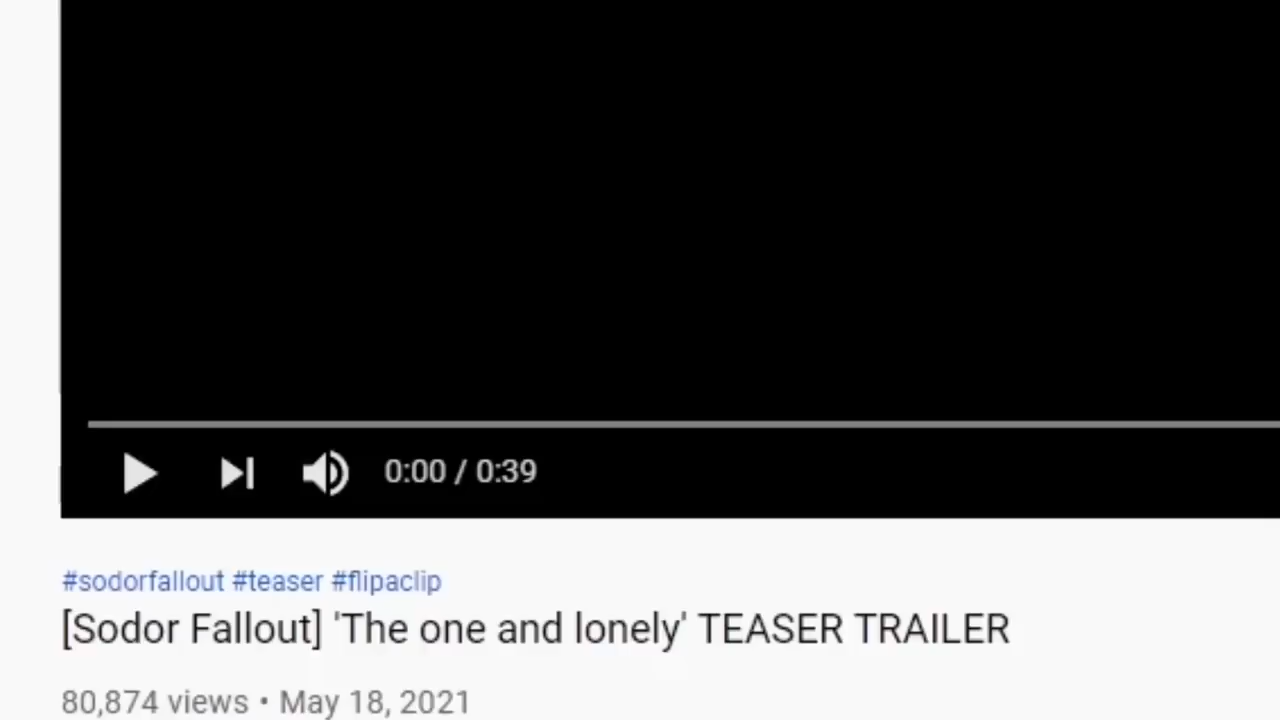 0:00 / 0:39
#sodorfallout #teaser #flipaclip
[Sodor Fallout] 'The one and lonely' TEASER TRAILER
80,874 views • May 18, 2021